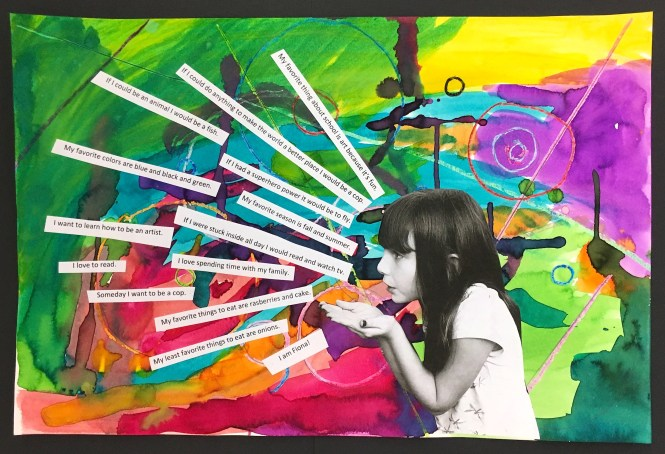 My favorite thing about school is art because it's fun.
If I could do anything to make the world a better place I would be a cop.
If I could be an animal I would be a fish.
If I had a superhero power it would be to fly
My favorite colors are blue and black and green.
My favorite season is fall and summer.
If I were stuck inside all day I would read and watch tv.
I want to learn how to be an artist.
I love spending time with my family.
I love to read.
Someday I want to be a cop.
My favorite things to eat are rasberries and cake.
My least favorite things to eat are onions.
I am Fiona!